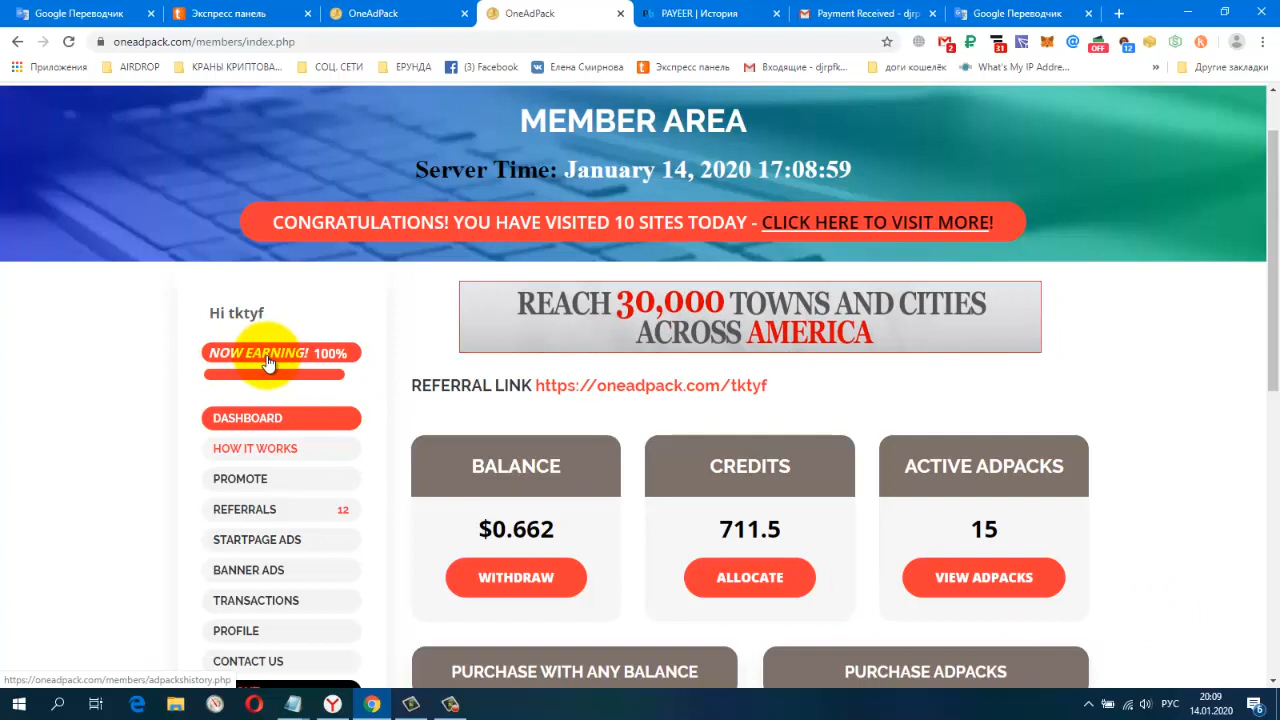 Google Переводчик
Экспресс панель
OneAdPack
OneAdPack
PAYEER | История
Payment Received - djrp
Google Переводчик
oneadpack.com/members/index.php
2
31
OFF
12
Приложения
AIRDROP
КРАНЫ КРИПТОВА...
СОЦ. СЕТИ
ЕРУНДА
(3) Facebook
Елена Смирнова
Экспресс панель
Входящие - djrpfk...
доги кошелёк
What's My IP Addre...
»
Другие закладки
MEMBER AREA
Server Time: January 14, 2020 17:08:59
CONGRATULATIONS! YOU HAVE VISITED 10 SITES TODAY - CLICK HERE TO VISIT MORE!
REACH 30,000 TOWNS AND CITIES
ACROSS AMERICA
Hi tktyf
NOW EARNING! 100%
REFERRAL LINK https://oneadpack.com/tktyf
DASHBOARD
HOW IT WORKS
PROMOTE
REFERRALS 12
STARTPAGE ADS
BANNER ADS
TRANSACTIONS
PROFILE
CONTACT US
BALANCE
$0.662
WITHDRAW
CREDITS
711.5
ALLOCATE
ACTIVE ADPACKS
15
VIEW ADPACKS
PURCHASE WITH ANY BALANCE
PURCHASE ADPACKS
https://oneadpack.com/members/adpackshistory.php
РУС
20:09
14.01.2020
6